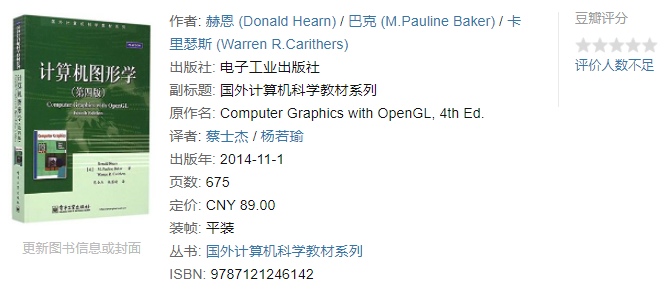 国外计算机科学教材系列
计算机图形学
(第四版)
Computer Graphics with OpenGL
Fourth Edition
Donald Hearn
M. Pauline Baker
Warren R. Carithers
蔡士杰 杨若瑜
电子工业出版社
更新图书信息或封面
作者: 赫恩 (Donald Hearn) / 巴克 (M.Pauline Baker) / 卡
里瑟斯 (Warren R.Carithers)
出版社: 电子工业出版社
副标题: 国外计算机科学教材系列
原作名: Computer Graphics with OpenGL, 4th Ed.
译者: 蔡士杰 / 杨若瑜
出版年: 2014-11-1
页数: 675
定价: CNY 89.00
装帧: 平装
丛书: 国外计算机科学教材系列
ISBN: 9787121246142
豆瓣评分
评价人数不足